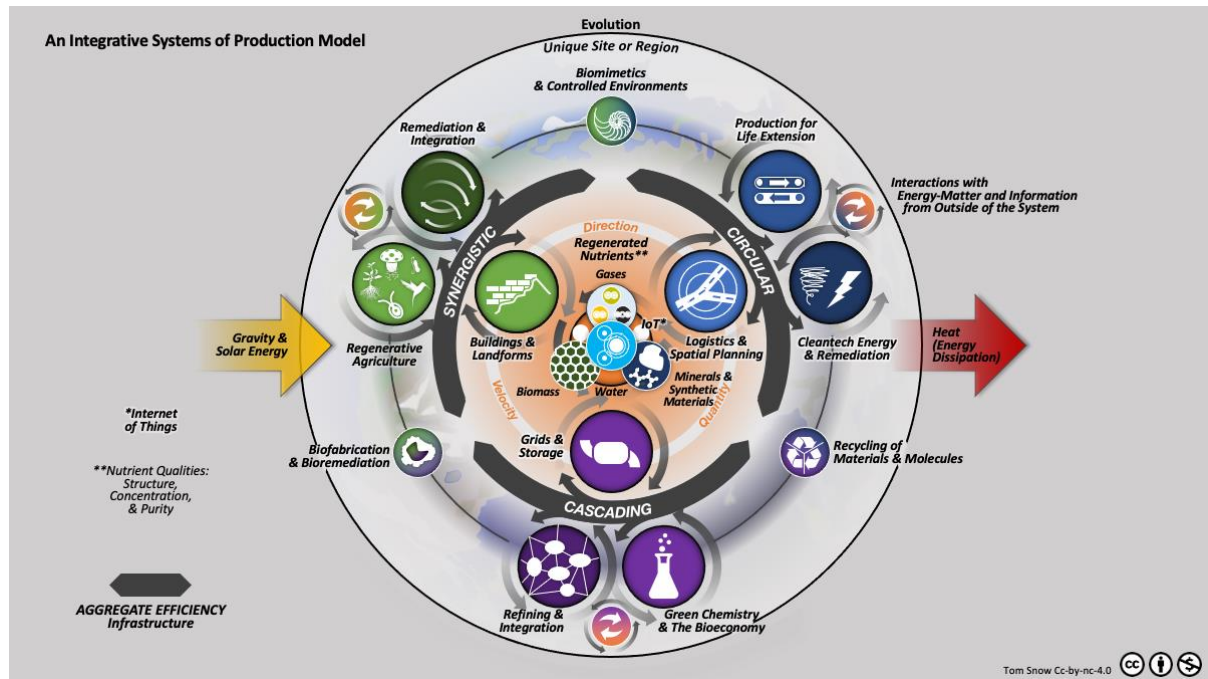 Evolution
An Integrative Systems of Production Model
Unique Site or Region
Biomimetics
& Controlled Environments
Remediation &
Integration
Production for
Life Extension
Interactions with
Energy-Matter and Information
from Outside of the System
SYNERGISTIC
CIRCULAR
Direction
Regenerated
Nutrients**
Gases
IoT*
Gravity &
Solar Energy
Regenerative
Agriculture
Buildings &
Landforms
Logistics &
Spatial Planning
Cleantech Energy
& Remediation
Heat
(Energy
Dissipation)
Biomass
Water
Minerals &
Synthetic
Materials
Velocity
Quantity
*Internet
of Things
Grids &
Storage
Biofabrication
& Bioremediation
Recycling of
Materials & Molecules
**Nutrient Qualities:
Structure,
Concentration,
& Purity
CASCADING
AGGREGATE EFFICIENCY
Infrastructure
Refining &
Integration
Green Chemistry
& The Bioeconomy
Tom Snow Cc-by-nc-4.0
cc